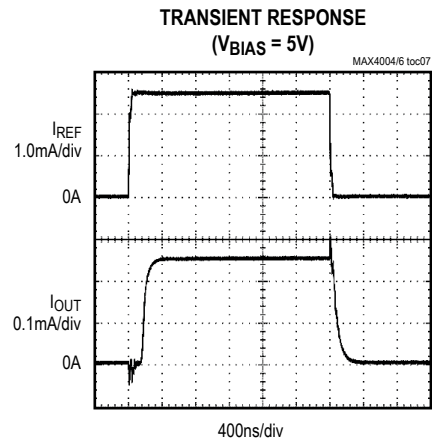 TRANSIENT RESPONSE
(VBIAS = 5V)
MAX4004/6 toc07
IREF
1.0mA/div
0A
IOUT
0.1mA/div
0A
400ns/div